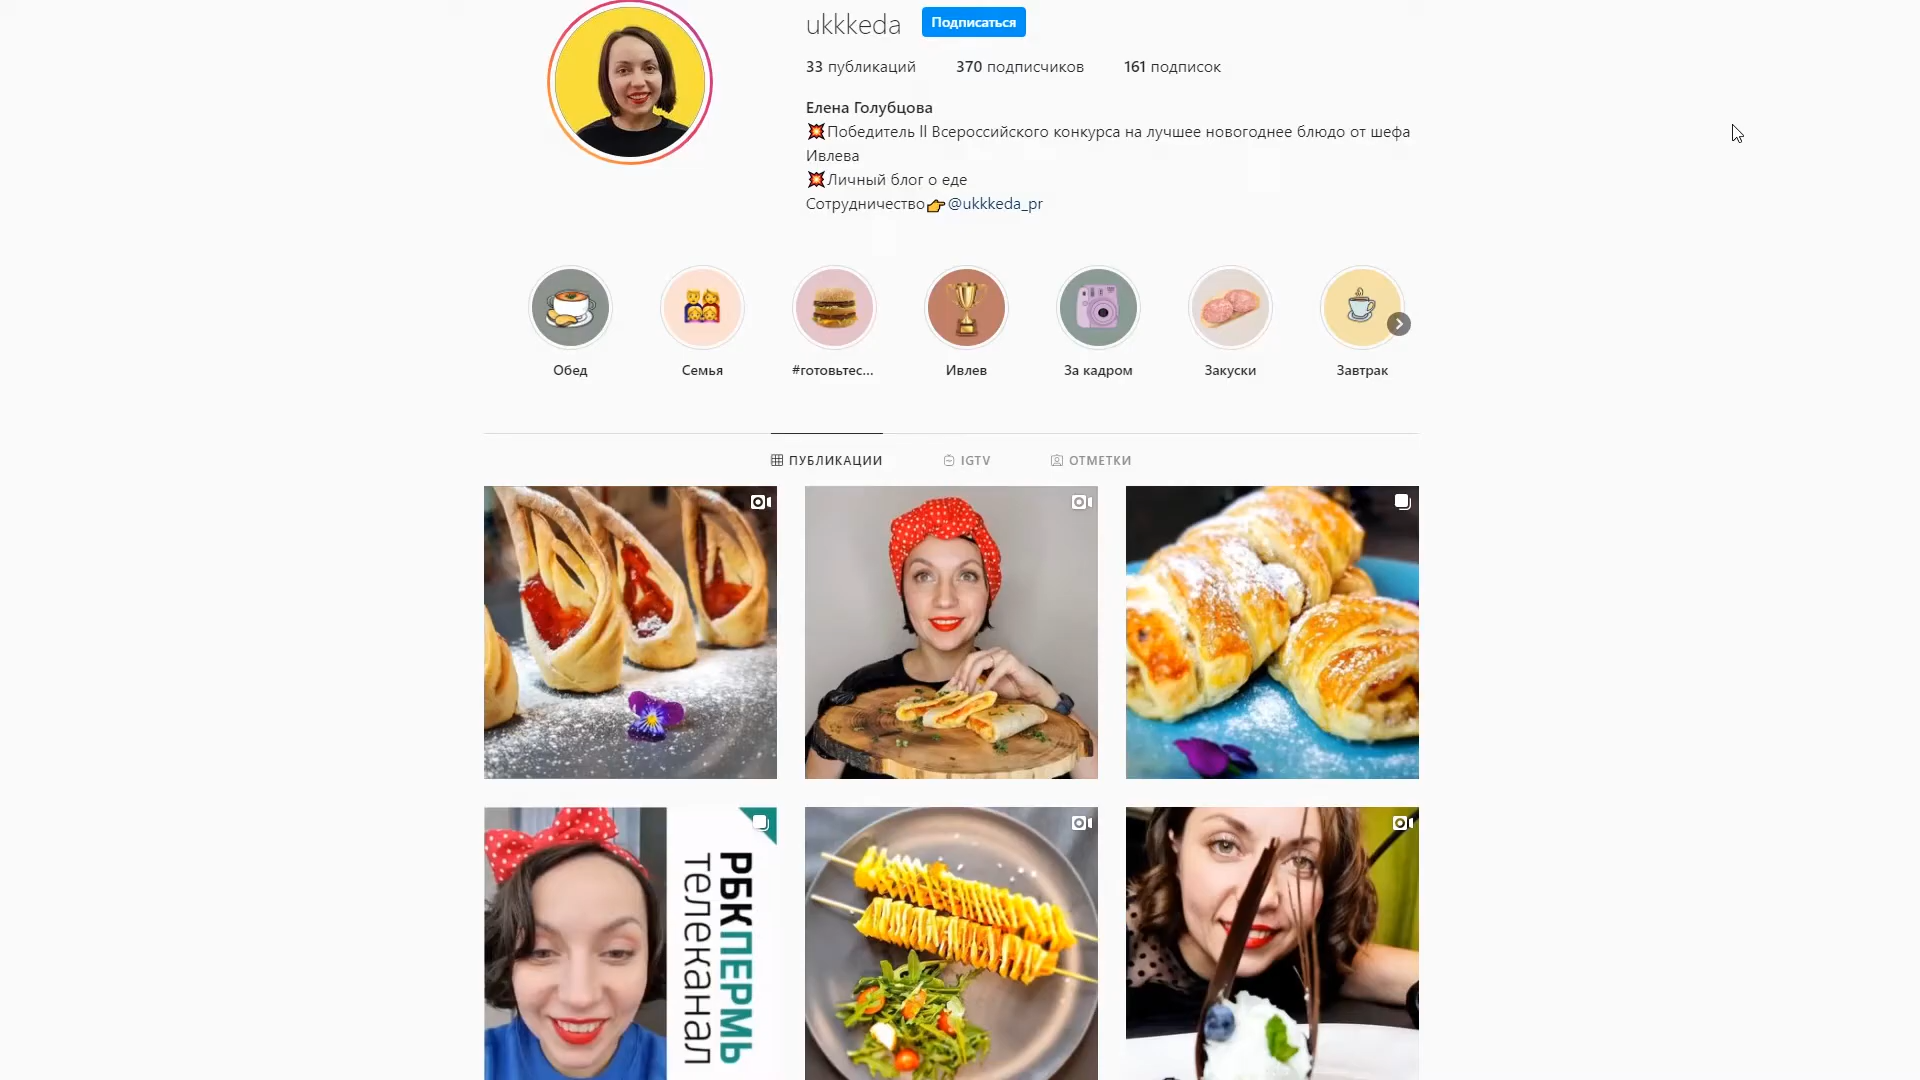 ukkkeda
Подписаться
33 публикаций
370 подписчиков
161 подписок
Елена Голубцова
💥Победитель II Всероссийского конкурса на лучшее новогоднее блюдо от шефа
Ивлева
💥Личный блог о еде
Сотрудничество👉@ukkkeda_pr
Обед
Семья
#готовьтес...
Ивлев
За кадром
Закуски
Завтрак
ПУБЛИКАЦИИ
IGTV
ОТМЕТКИ
РБКПЕРМЬ
телеканал